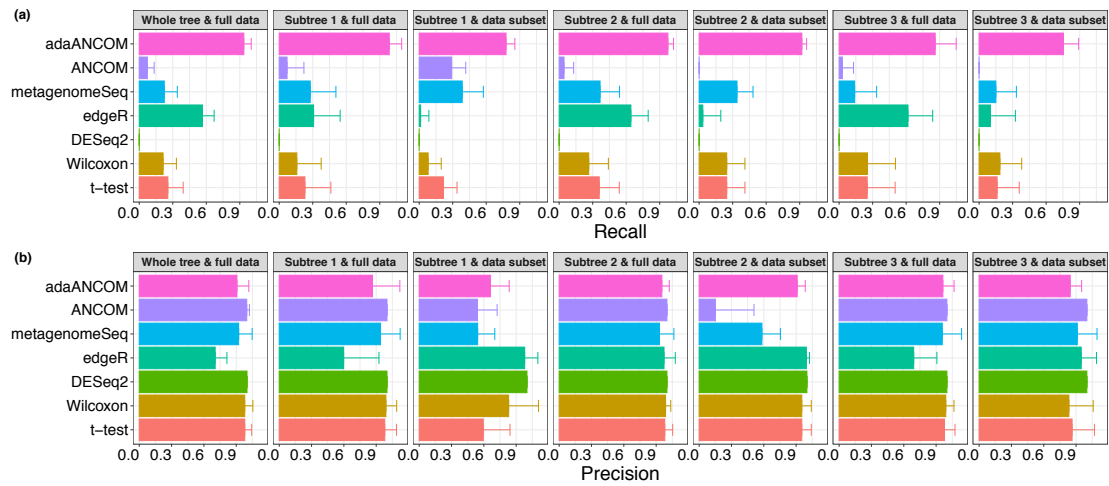 (a)
Whole tree & full data Subtree 1 & full data Subtree 1 & data subset Subtree 2 & full data Subtree 2 & data subset Subtree 3 & full data Subtree 3 & data subset
adaANCOM
ANCOM
metagenomeSeq
edgeR
DESeq2
Wilcoxon
t−test
0.0 0.3 0.6 0.9 0.0 0.3 0.6 0.9 0.0 0.3 0.6 0.9 0.0 0.3 0.6 0.9 0.0 0.3 0.6 0.9 0.0 0.3 0.6 0.9 0.0 0.3 0.6 0.9
Recall
(b)
Whole tree & full data Subtree 1 & full data Subtree 1 & data subset Subtree 2 & full data Subtree 2 & data subset Subtree 3 & full data Subtree 3 & data subset
adaANCOM
ANCOM
metagenomeSeq
edgeR
DESeq2
Wilcoxon
t−test
0.0 0.3 0.6 0.9 0.0 0.3 0.6 0.9 0.0 0.3 0.6 0.9 0.0 0.3 0.6 0.9 0.0 0.3 0.6 0.9 0.0 0.3 0.6 0.9 0.0 0.3 0.6 0.9
Precision